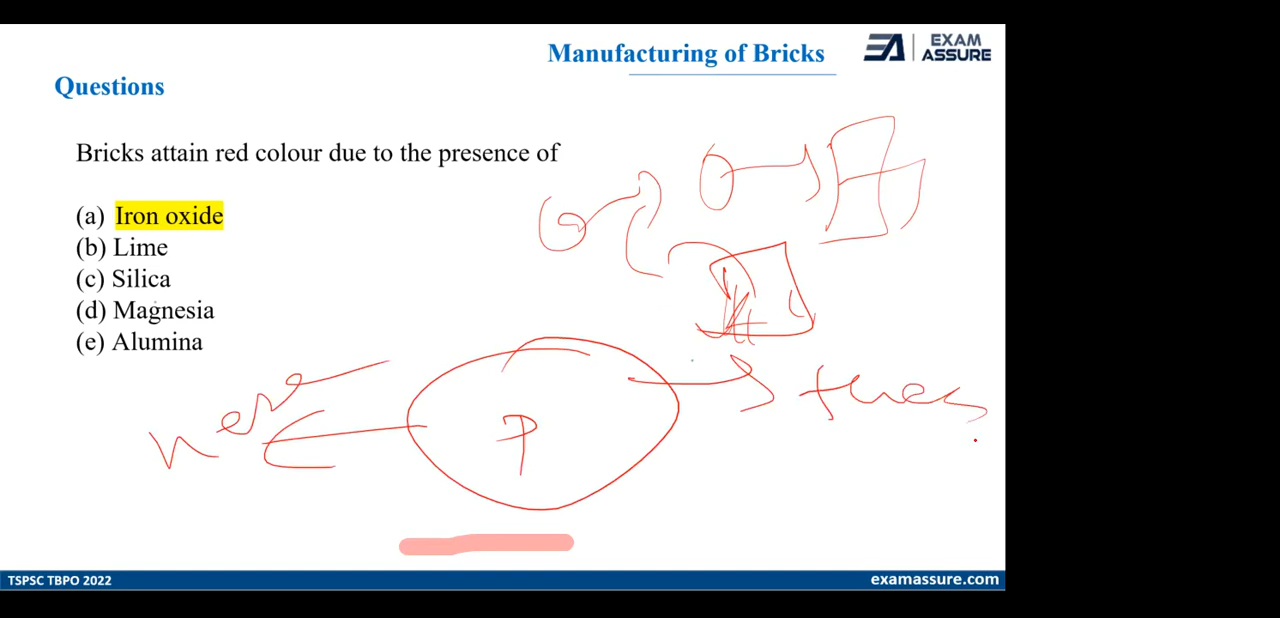 Manufacturing of Bricks
EXAM
ASSURE
Questions
Bricks attain red colour due to the presence of
(a) Iron oxide
(b) Lime
(c) Silica
(d) Magnesia
(e) Alumina
P
TSPSC TBPO 2022
examassure.com